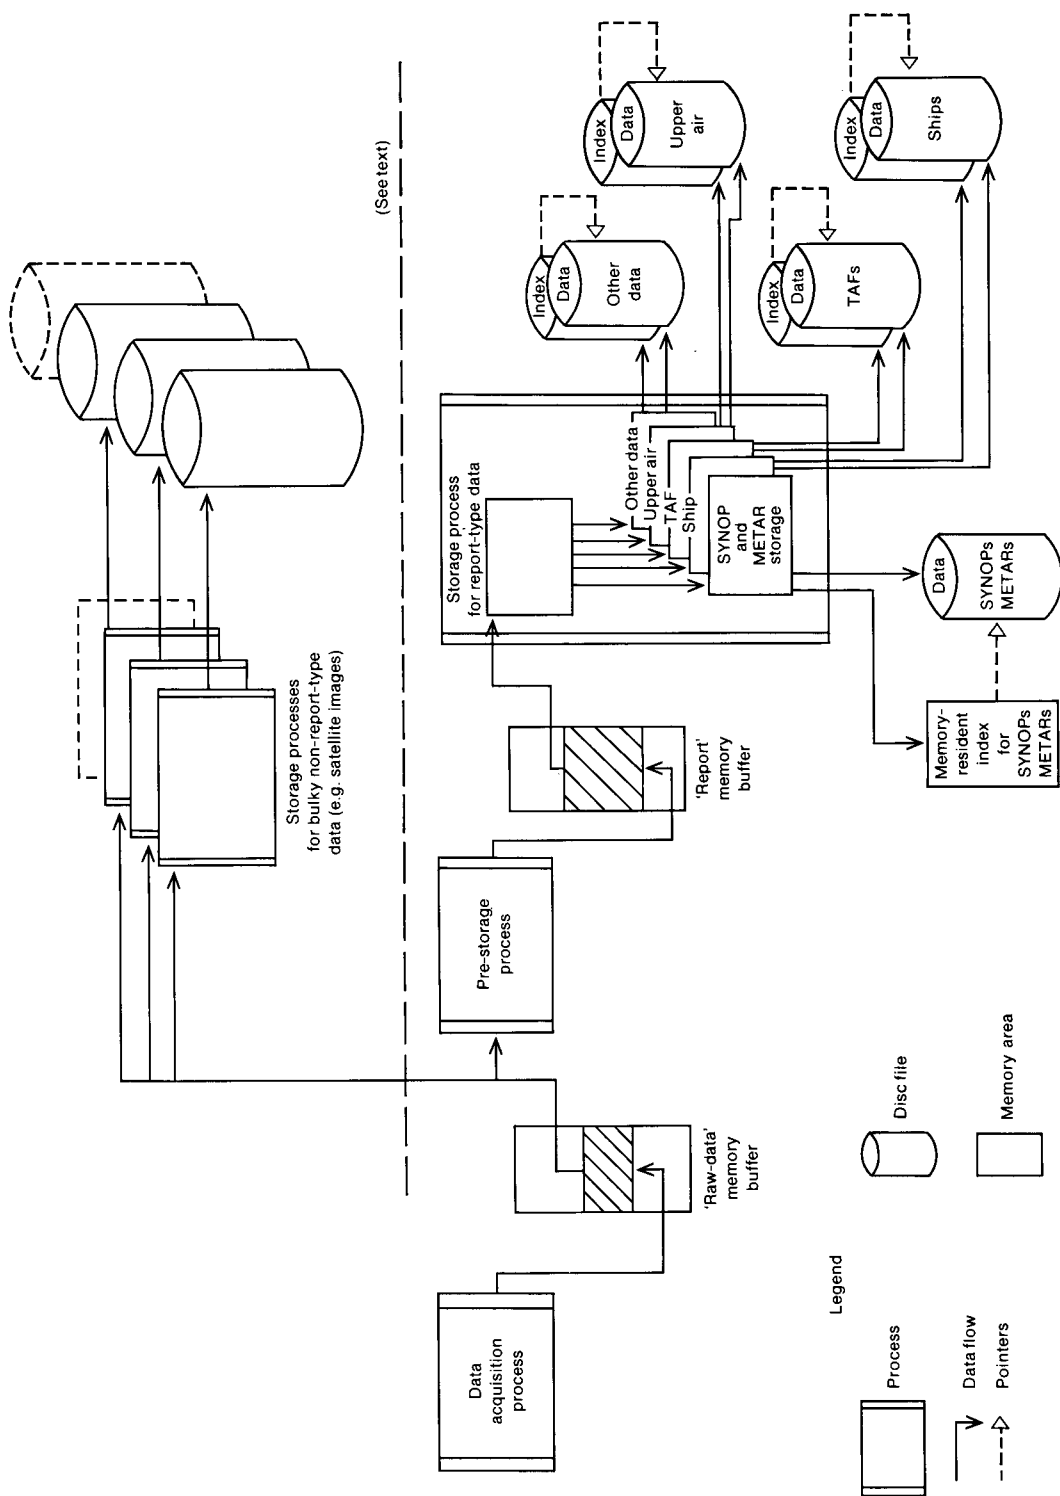 Storage processes
for bulky non-report-type
data (e.g. satellite images)
(See text)
Data
acquisition
process
'Raw-data'
memory
buffer
Pre-storage
process
'Report'
memory
buffer
Storage process
for report-type data
Other data
Upper air
TAF
Ship
SYNOP
and
METAR
storage
Index
Data
Other
data
Index
Data
Upper
air
Index
Data
TAFs
Index
Data
Ships
Memory-
resident
index
for
SYNOPs
METARs
Data
SYNOPs
METARs
Legend
Process
Disc file
Data flow
Pointers
Memory area